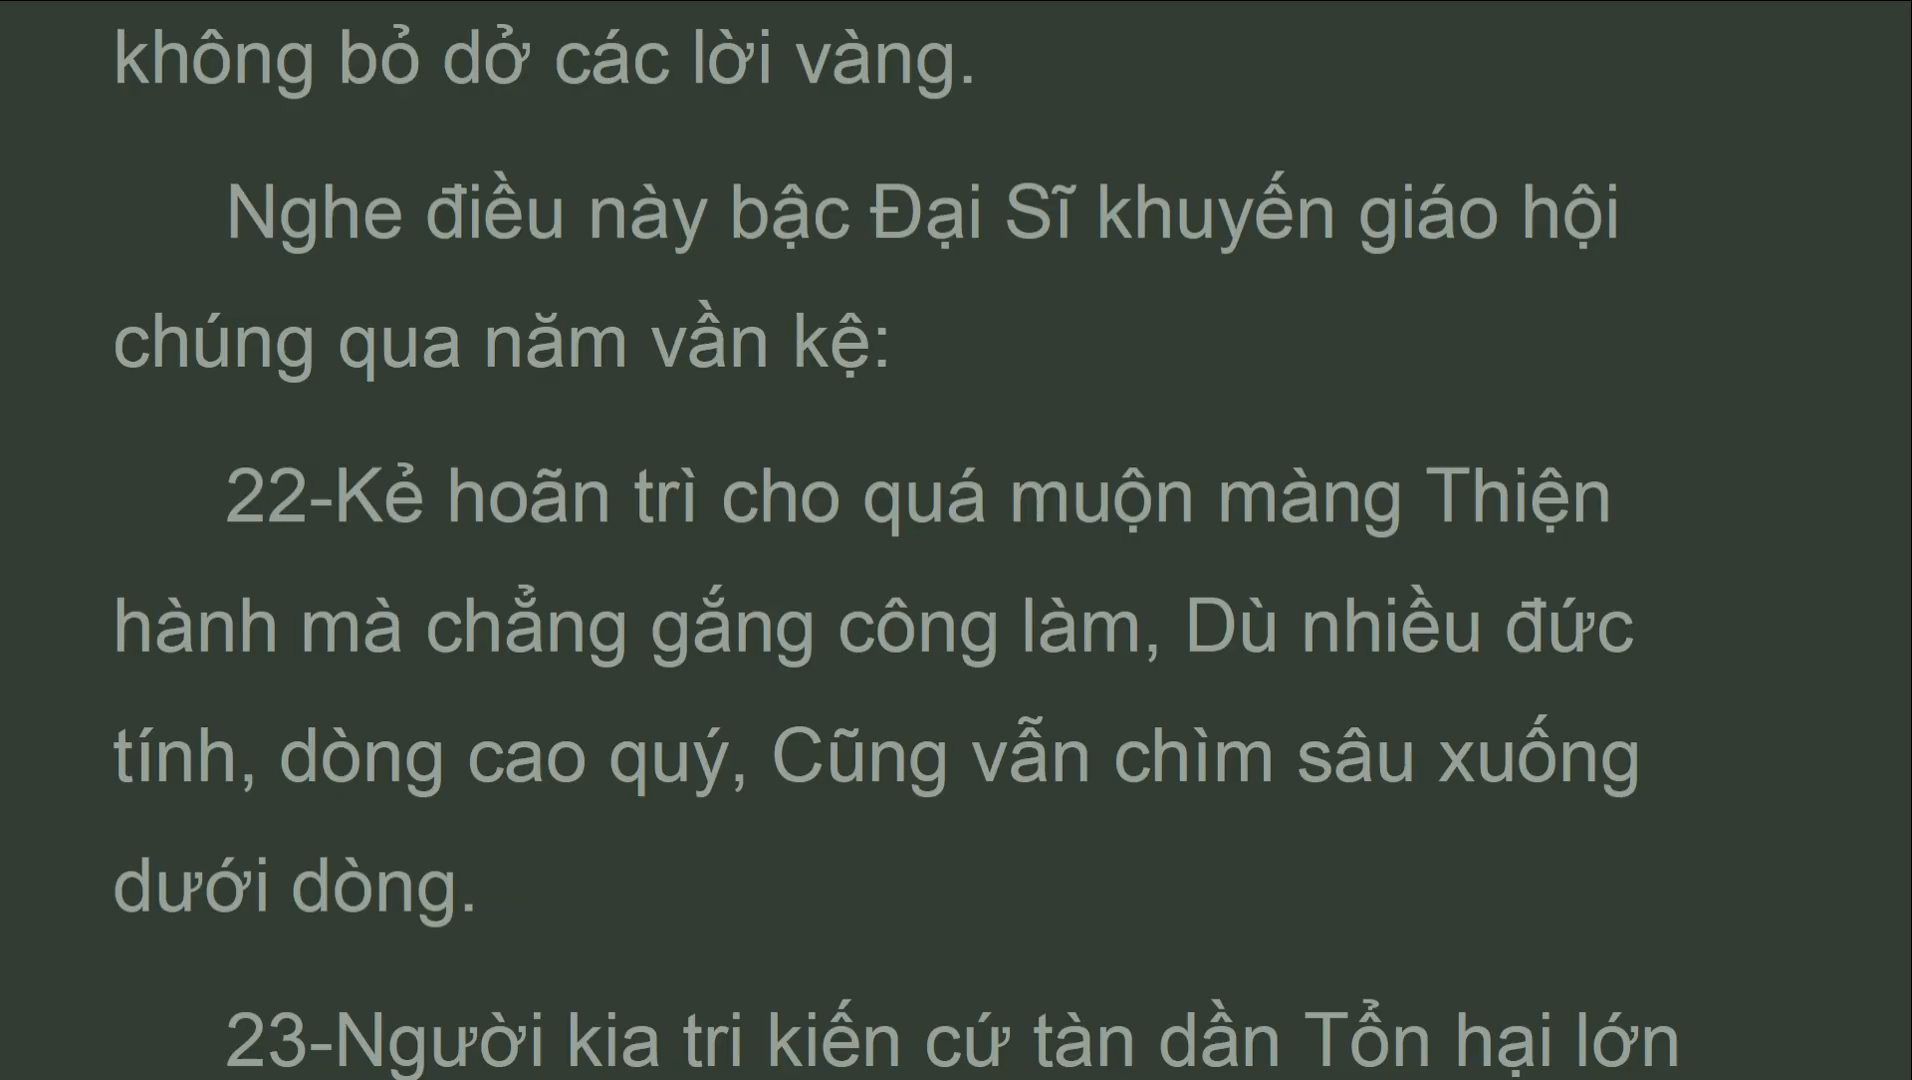 không bỏ dở các lời vàng.
Nghe điều này bậc Đại Sĩ khuyến giáo hội
chúng qua năm vần kệ:
22-Kẻ hoãn trì cho quá muộn màng Thiện
hành mà chẳng gắng công làm, Dù nhiều đức
tính, dòng cao quý, Cũng vẫn chìm sâu xuống
dưới dòng.
23-Người kia tri kiến cứ tàn dần Tổn hại lớn